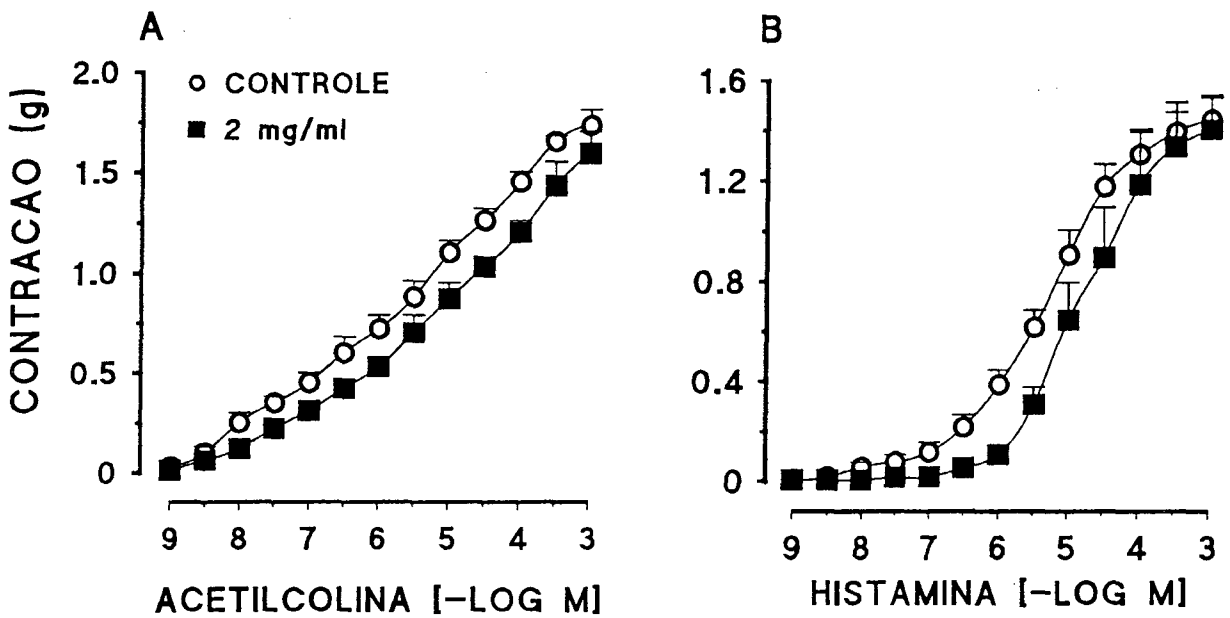 A
CONTRACAO (g)
2.0
1.5
1.0
0.5
0
CONTROLE
2 mg/ml
9 8 7 6 5 4 3
ACETILCOLINA [-LOG M]
B
1.6
1.2
0.8
0.4
0
9 8 7 6 5 4 3
HISTAMINA [-LOG M]